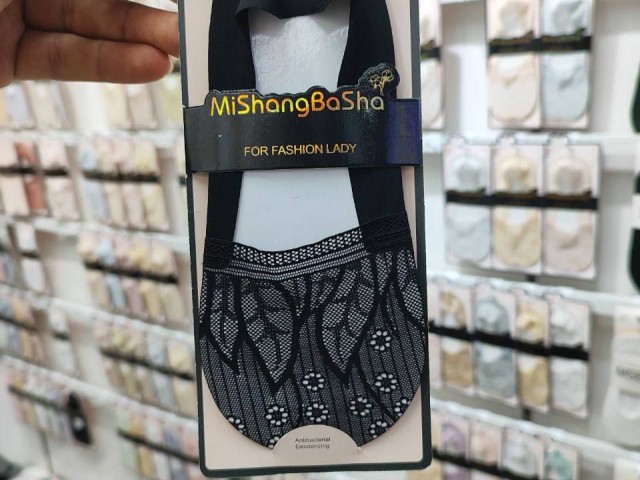 MiShangBaSha
FOR FASHION LADY
Antibacterial
Deodorizing